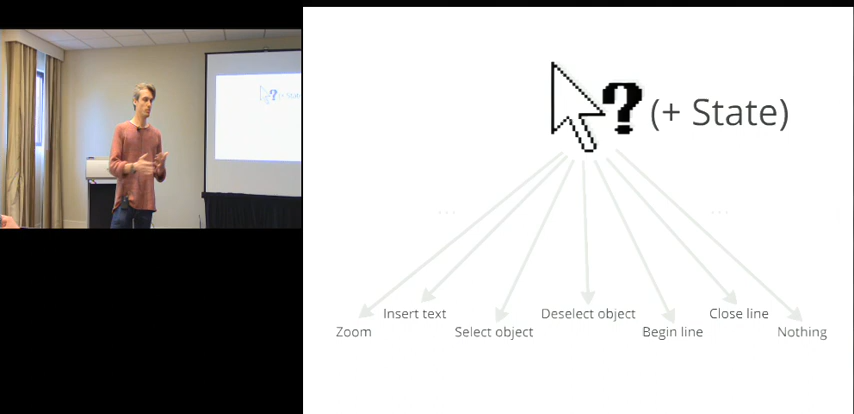 ? (+ State)
... ...
Insert text Deselect object Close line
Zoom Select object Begin line Nothing